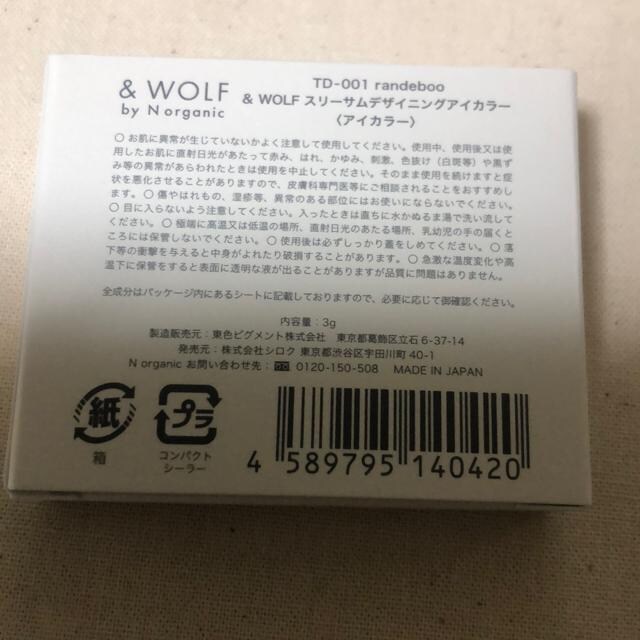 & WOLF
by N organic
TD-001 randeboo
& WOLF スリーサムデザイニングアイカラー
〈アイカラー〉
○ お肌に異常が生じていないかよく注意して使用してください。使用中、使用後又は使
用したお肌に直射日光があたって赤み、はれ、かゆみ、刺激、色抜け（白斑等）や黒ず
み等の異常があらわれたときは使用を中止してください。そのまま使用を続けますと症
状を悪化させることがありますので、皮膚科専門医等にご相談されることをおすすめし
ます。 ○ 傷やはれもの、湿疹等、異常のある部位にはお使いにならないでください。
○ 目に入らないよう注意してください。入ったときは直ちに水かぬるま湯で洗い流して
ください。 ○ 極端に高温又は低温の場所、直射日光のあたる場所、乳幼児の手の届くと
ころには保管しないでください。 ○ 使用後は必ずしっかり蓋をしめてください。 ○ 落
下等の衝撃を与えると中身がよれたり破損することがあります。 ○ 急激な温度変化や高
温下に保管をすると表面に透明な液が出ることがありますが品質に問題はありません。
全成分はパッケージ内にあるシートに記載しておりますので、必要に応じて御確認ください。
内容量：3g
製造販売元：東色ピグメント株式会社 東京都葛飾区立石 6-37-14
発売元：株式会社シロク 東京都渋谷区宇田川町 40-1
N organic お問い合わせ先： 0120-150-508 MADE IN JAPAN
紙
箱
プラ
コンパクト
シーラー
4 589795 140420